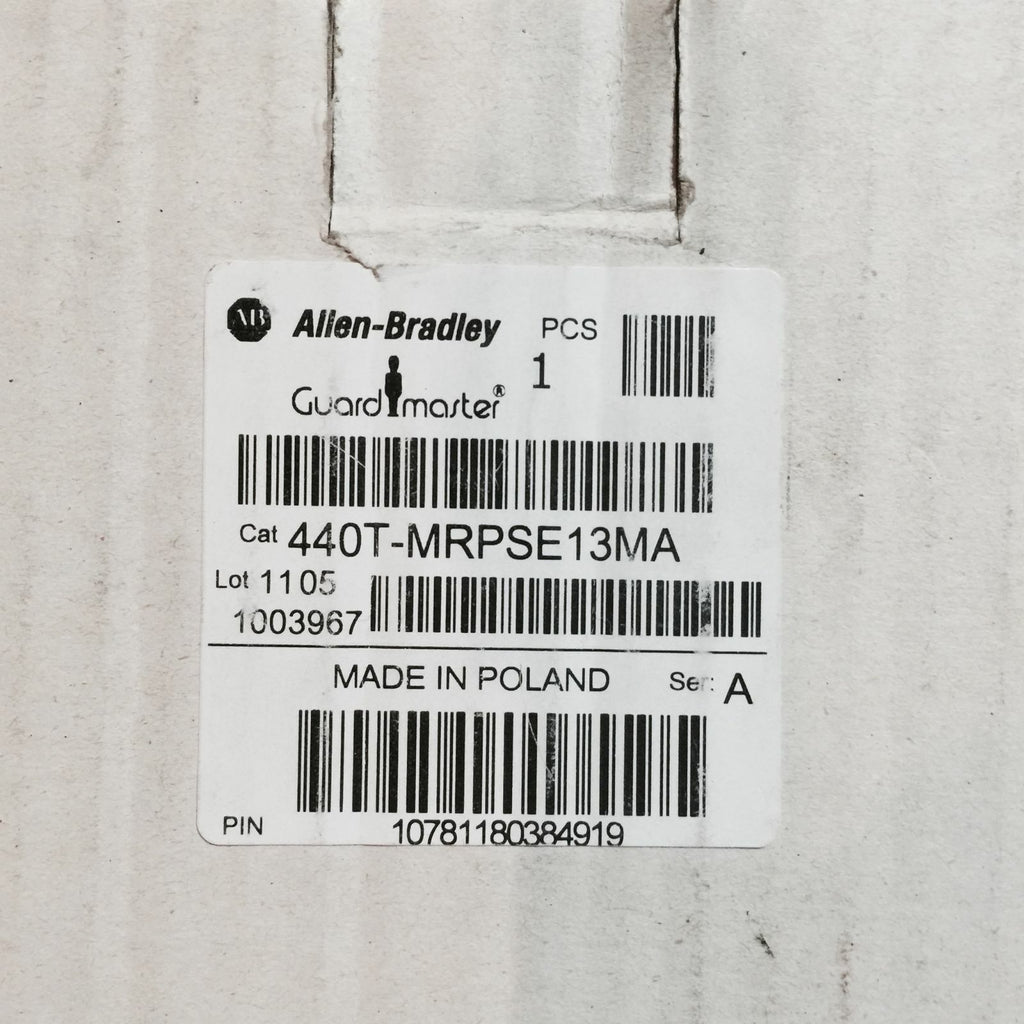 AB Allen-Bradley PCS
Guardmaster® 1
Cat 440T-MRPSE13MA
Lot 1105
1003967
MADE IN POLAND Ser: A
PIN 10781180384919